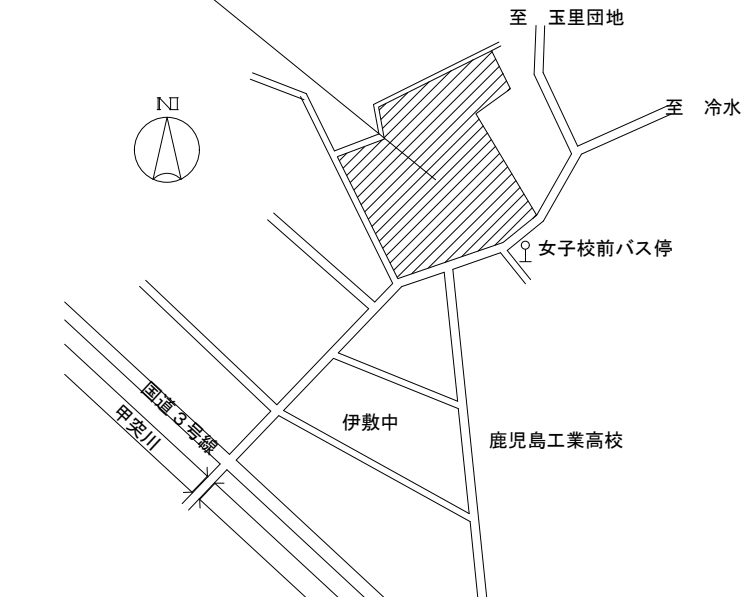 至　玉里団地
N
至　冷水
女子校前バス停
国道３号線
甲突川
伊敷中
鹿児島工業高校